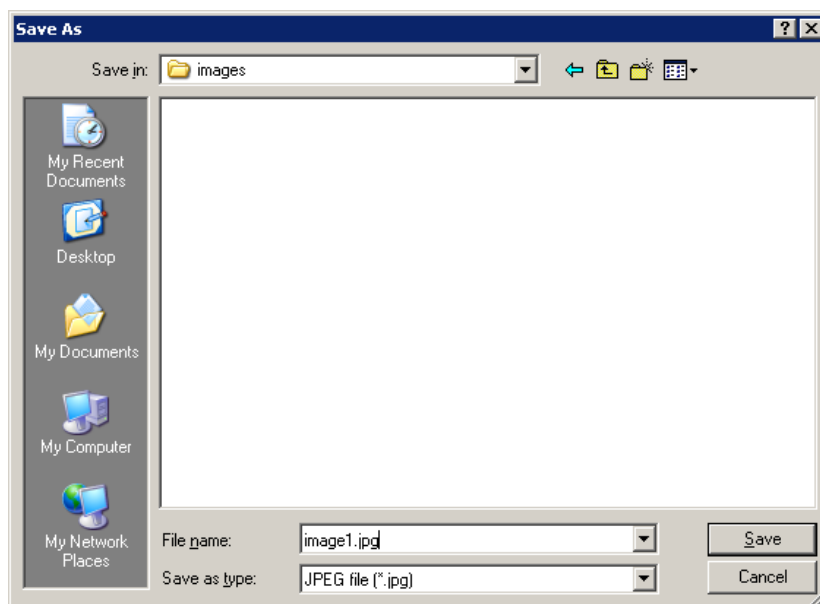 Save As
Save in:
images
My Recent
Documents
Desktop
My Documents
My Computer
My Network
Places
File name:
image1.jpg
Save
Save as type:
JPEG file (*.jpg)
Cancel